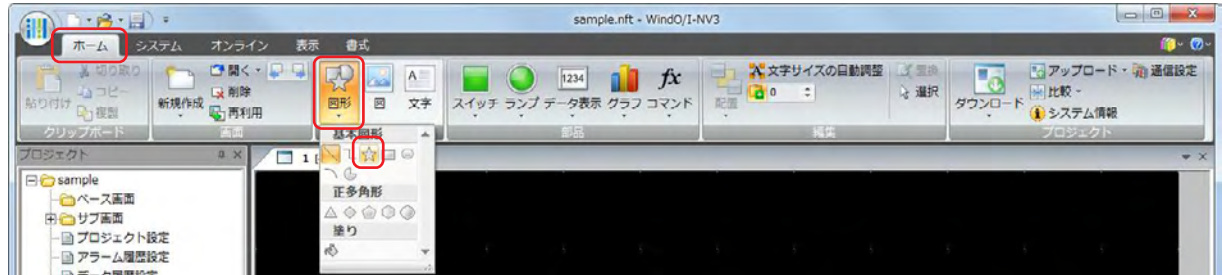 sample.nft - WindO/I-NV3
ホーム システム オンライン 表示 書式
切り取り 開く 1234 fx 文字サイズの自動調整 置換 アップロード 通信設定
コピー 削除 A 0 選択 比較
貼り付け 複製 新規作成 再利用 図形 図 文字 スイッチ ランプ データ表示 グラフ コマンド 配置 ダウンロード システム情報
クリップボード 画面 部品 編集 プロジェクト
基本図形
プロジェクト 1
sample
ベース画面 正多角形
サブ画面
プロジェクト設定 塗り
アラーム履歴設定
データ履歴設定